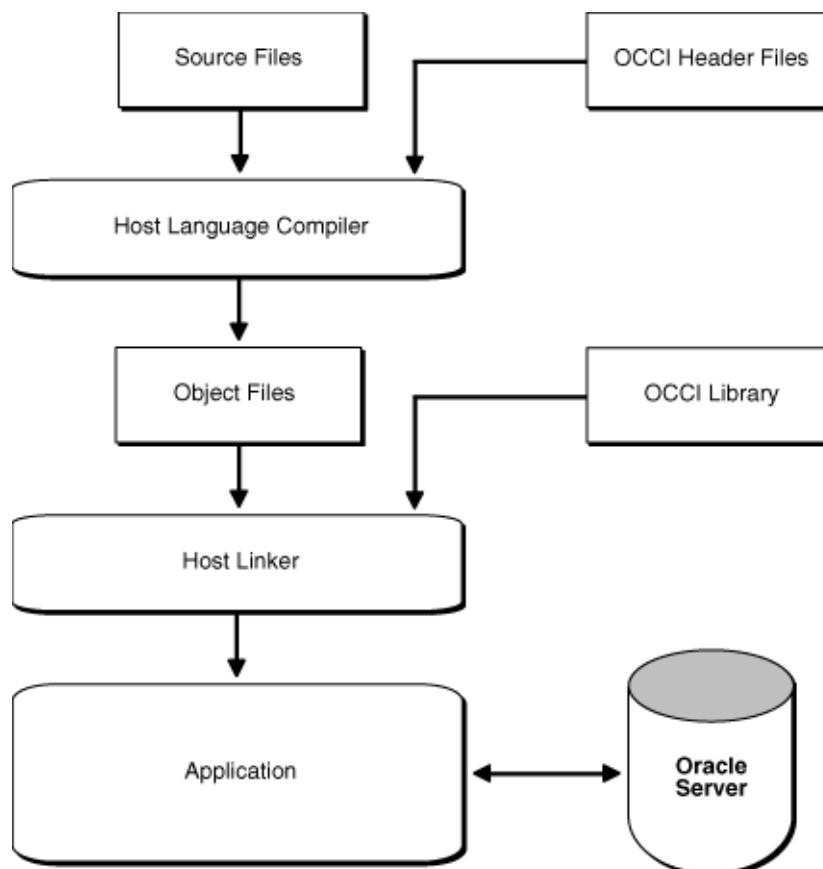 Source Files
OCCI Header Files
Host Language Compiler
Object Files
OCCI Library
Host Linker
Application
Oracle
Server